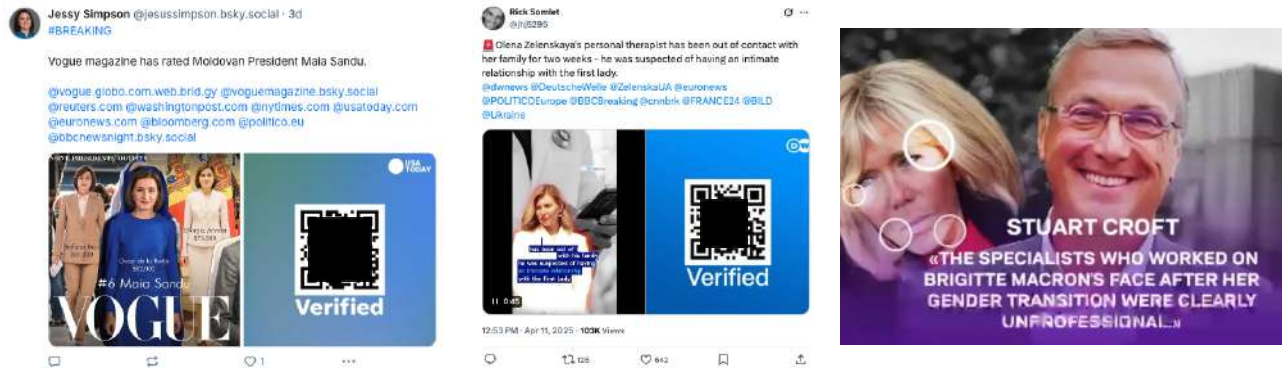 Jessy Simpson @jesussimpson.bsky.social · 3d
#BREAKING
Vogue magazine has rated Moldovan President Maia Sandu.
@vogue.globo.com.web.brid.gy @voguemagazine.bsky.social
@reuters.com @washingtonpost.com @nytimes.com @usatoday.com
@euronews.com @bloomberg.com @politico.eu
@bbcnewsnight.bsky.social
USA
TODAY
#6 Maia Sandu
VOGUE
Verified
1
Rick Somlet
Olena Zelenskaya's personal therapist has been out of contact with
her family for two weeks - he was suspected of having an intimate
relationship with the first lady.
@dwnews @DeutscheWelle @ZelenskaUA @euronews
@POLITICOEurope @BBCBreaking @cnnbrk @FRANCE24 @BILD
@Ukraine
DW
has been out of
with his family
he was suspected of having
an intimate relationship
with the first lady
0:45
Verified
12:53 PM · Apr 11, 2025 · 103K Views
126
642
STUART CROFT
«THE SPECIALISTS WHO WORKED ON
BRIGITTE MACRON'S FACE AFTER HER
GENDER TRANSITION WERE CLEARLY
UNPROFESSIONAL...»